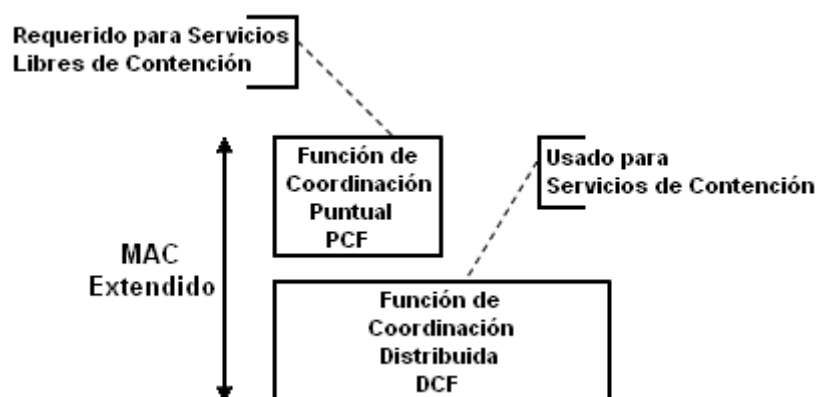 Requerido para Servicios
Libres de Contención
Función de
Coordinación
Puntual
PCF
Usado para
Servicios de Contención
MAC
Extendido
Función de
Coordinación
Distribuida
DCF